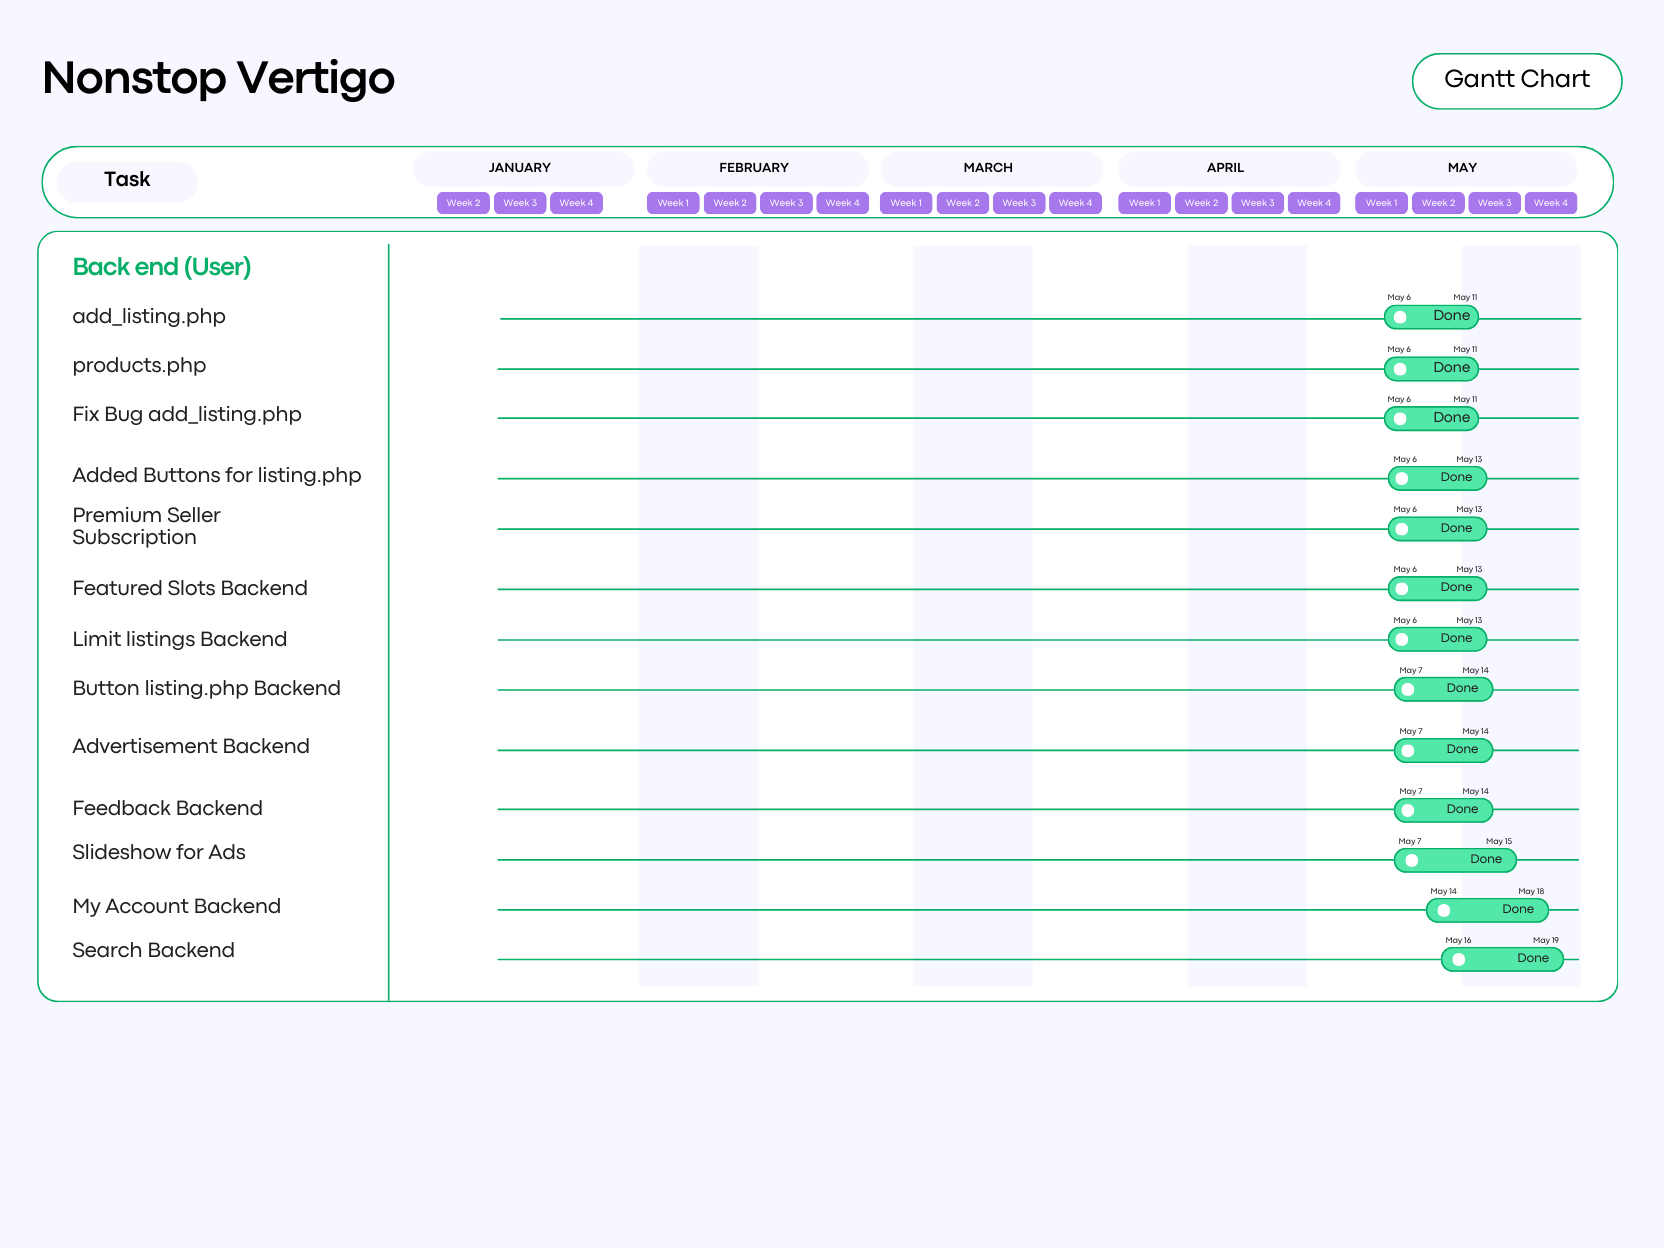 Nonstop Vertigo
Gantt Chart
Task
JANUARY FEBRUARY MARCH APRIL MAY
Week 2 Week 3 Week 4 Week 1 Week 2 Week 3 Week 4 Week 1 Week 2 Week 3 Week 4 Week 1 Week 2 Week 3 Week 4 Week 1 Week 2 Week 3 Week 4
Back end (User)
May 6 May 11
add_listing.php Done
May 6 May 11
products.php Done
May 6 May 11
Fix Bug add_listing.php Done
May 6 May 13
Added Buttons for listing.php Done
May 6 May 13
Premium Seller
Subscription Done
May 6 May 13
Featured Slots Backend Done
May 6 May 13
Limit listings Backend Done
May 7 May 14
Button listing.php Backend Done
May 7 May 14
Advertisement Backend Done
May 7 May 14
Feedback Backend Done
May 7 May 15
Slideshow for Ads Done
May 14 May 18
My Account Backend Done
May 16 May 19
Search Backend Done